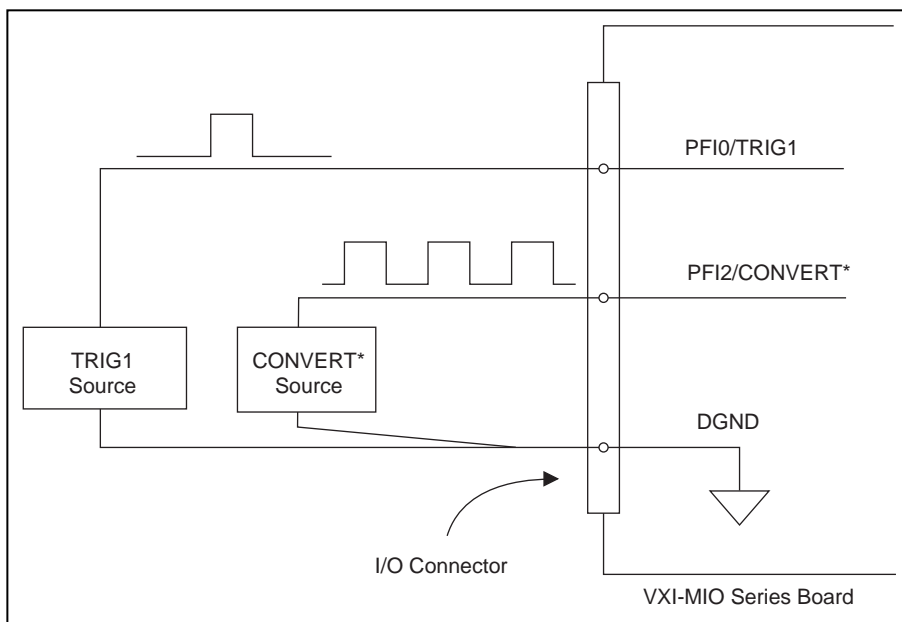 PFI0/TRIG1
PFI2/CONVERT*
TRIG1
Source
CONVERT*
Source
DGND
I/O Connector
VXI-MIO Series Board